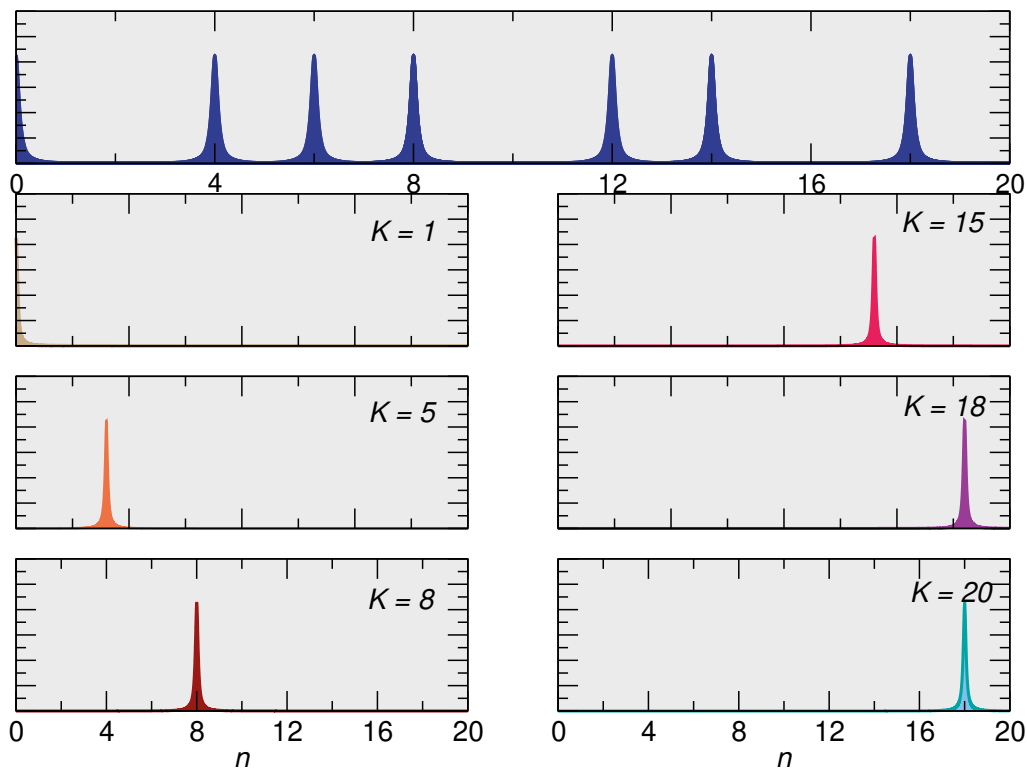 0 4 8 12 16 20
K = 1
K = 15
K = 5
K = 18
K = 8
K = 20
0 4 8 12 16 20
0 4 8 12 16 20
n
n